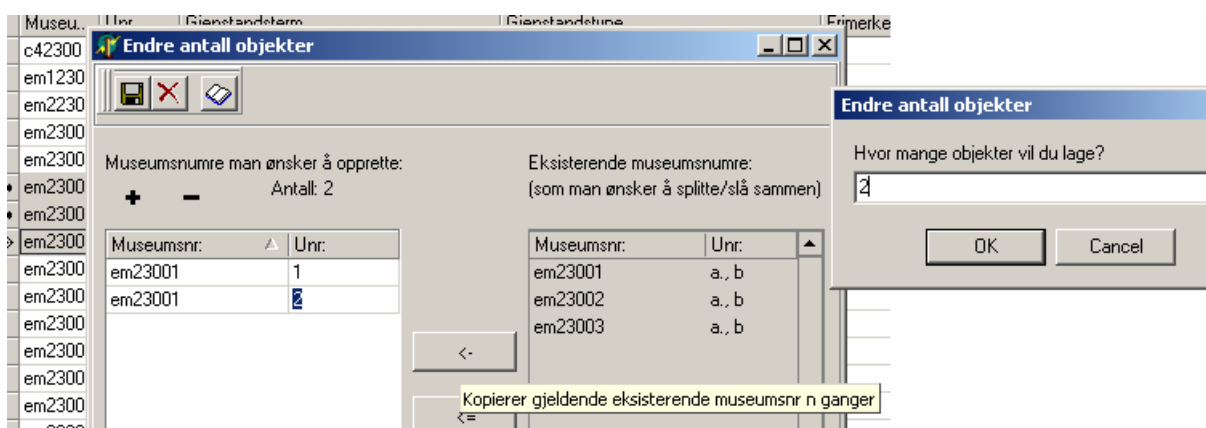 Museu.. Unr Gjenstandsterm Gjenstandstype Frimerke
c42300
em1230
em2230
em2300
em2300
em2300
em2300
em2300
em2300
em2300
em2300
em2300
em2300
em2300
Endre antall objekter
Museumsnumre man ønsker å opprette:
+ - Antall: 2
Museumsnr: Unr:
em23001 1
em23001 2
Eksisterende museumsnumre:
(som man ønsker å splitte/slå sammen)
Museumsnr: Unr:
em23001 a., b
em23002 a., b
em23003 a., b
<-
<=
Kopierer gjeldende eksisterende museumsnr n ganger
Endre antall objekter
Hvor mange objekter vil du lage?
2
OK Cancel